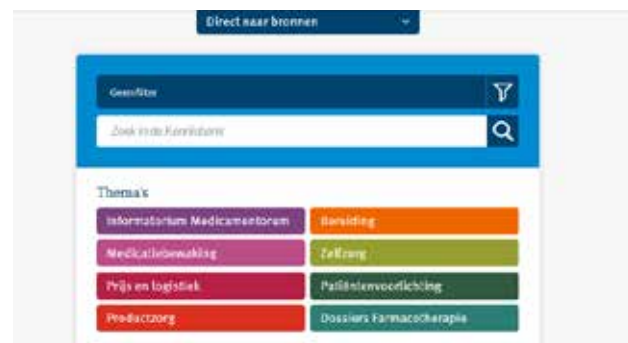 Direct naar bronnen
Geen filter
Zoek in de Kennisbank
Thema's
Informatorium Medicamentorum
Bereiding
Medicatiebewaking
Zelfzorg
Prijs en logistiek
Patiëntenvoorlichting
Productzorg
Dossiers Farmacotherapie